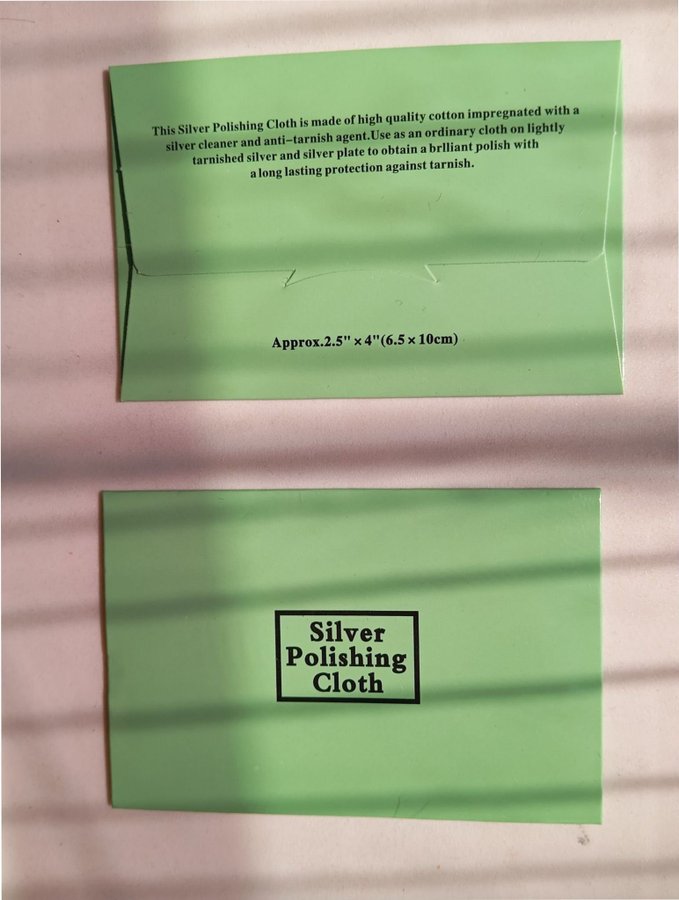 This Silver Polishing Cloth is made of high quality cotton impregnated with a
silver cleaner and anti-tarnish agent.Use as an ordinary cloth on lightly
tarnished silver and silver plate to obtain a brlliant polish with
a long lasting protection against tarnish.
Approx.2.5" × 4"(6.5 × 10cm)
Silver
Polishing
Cloth